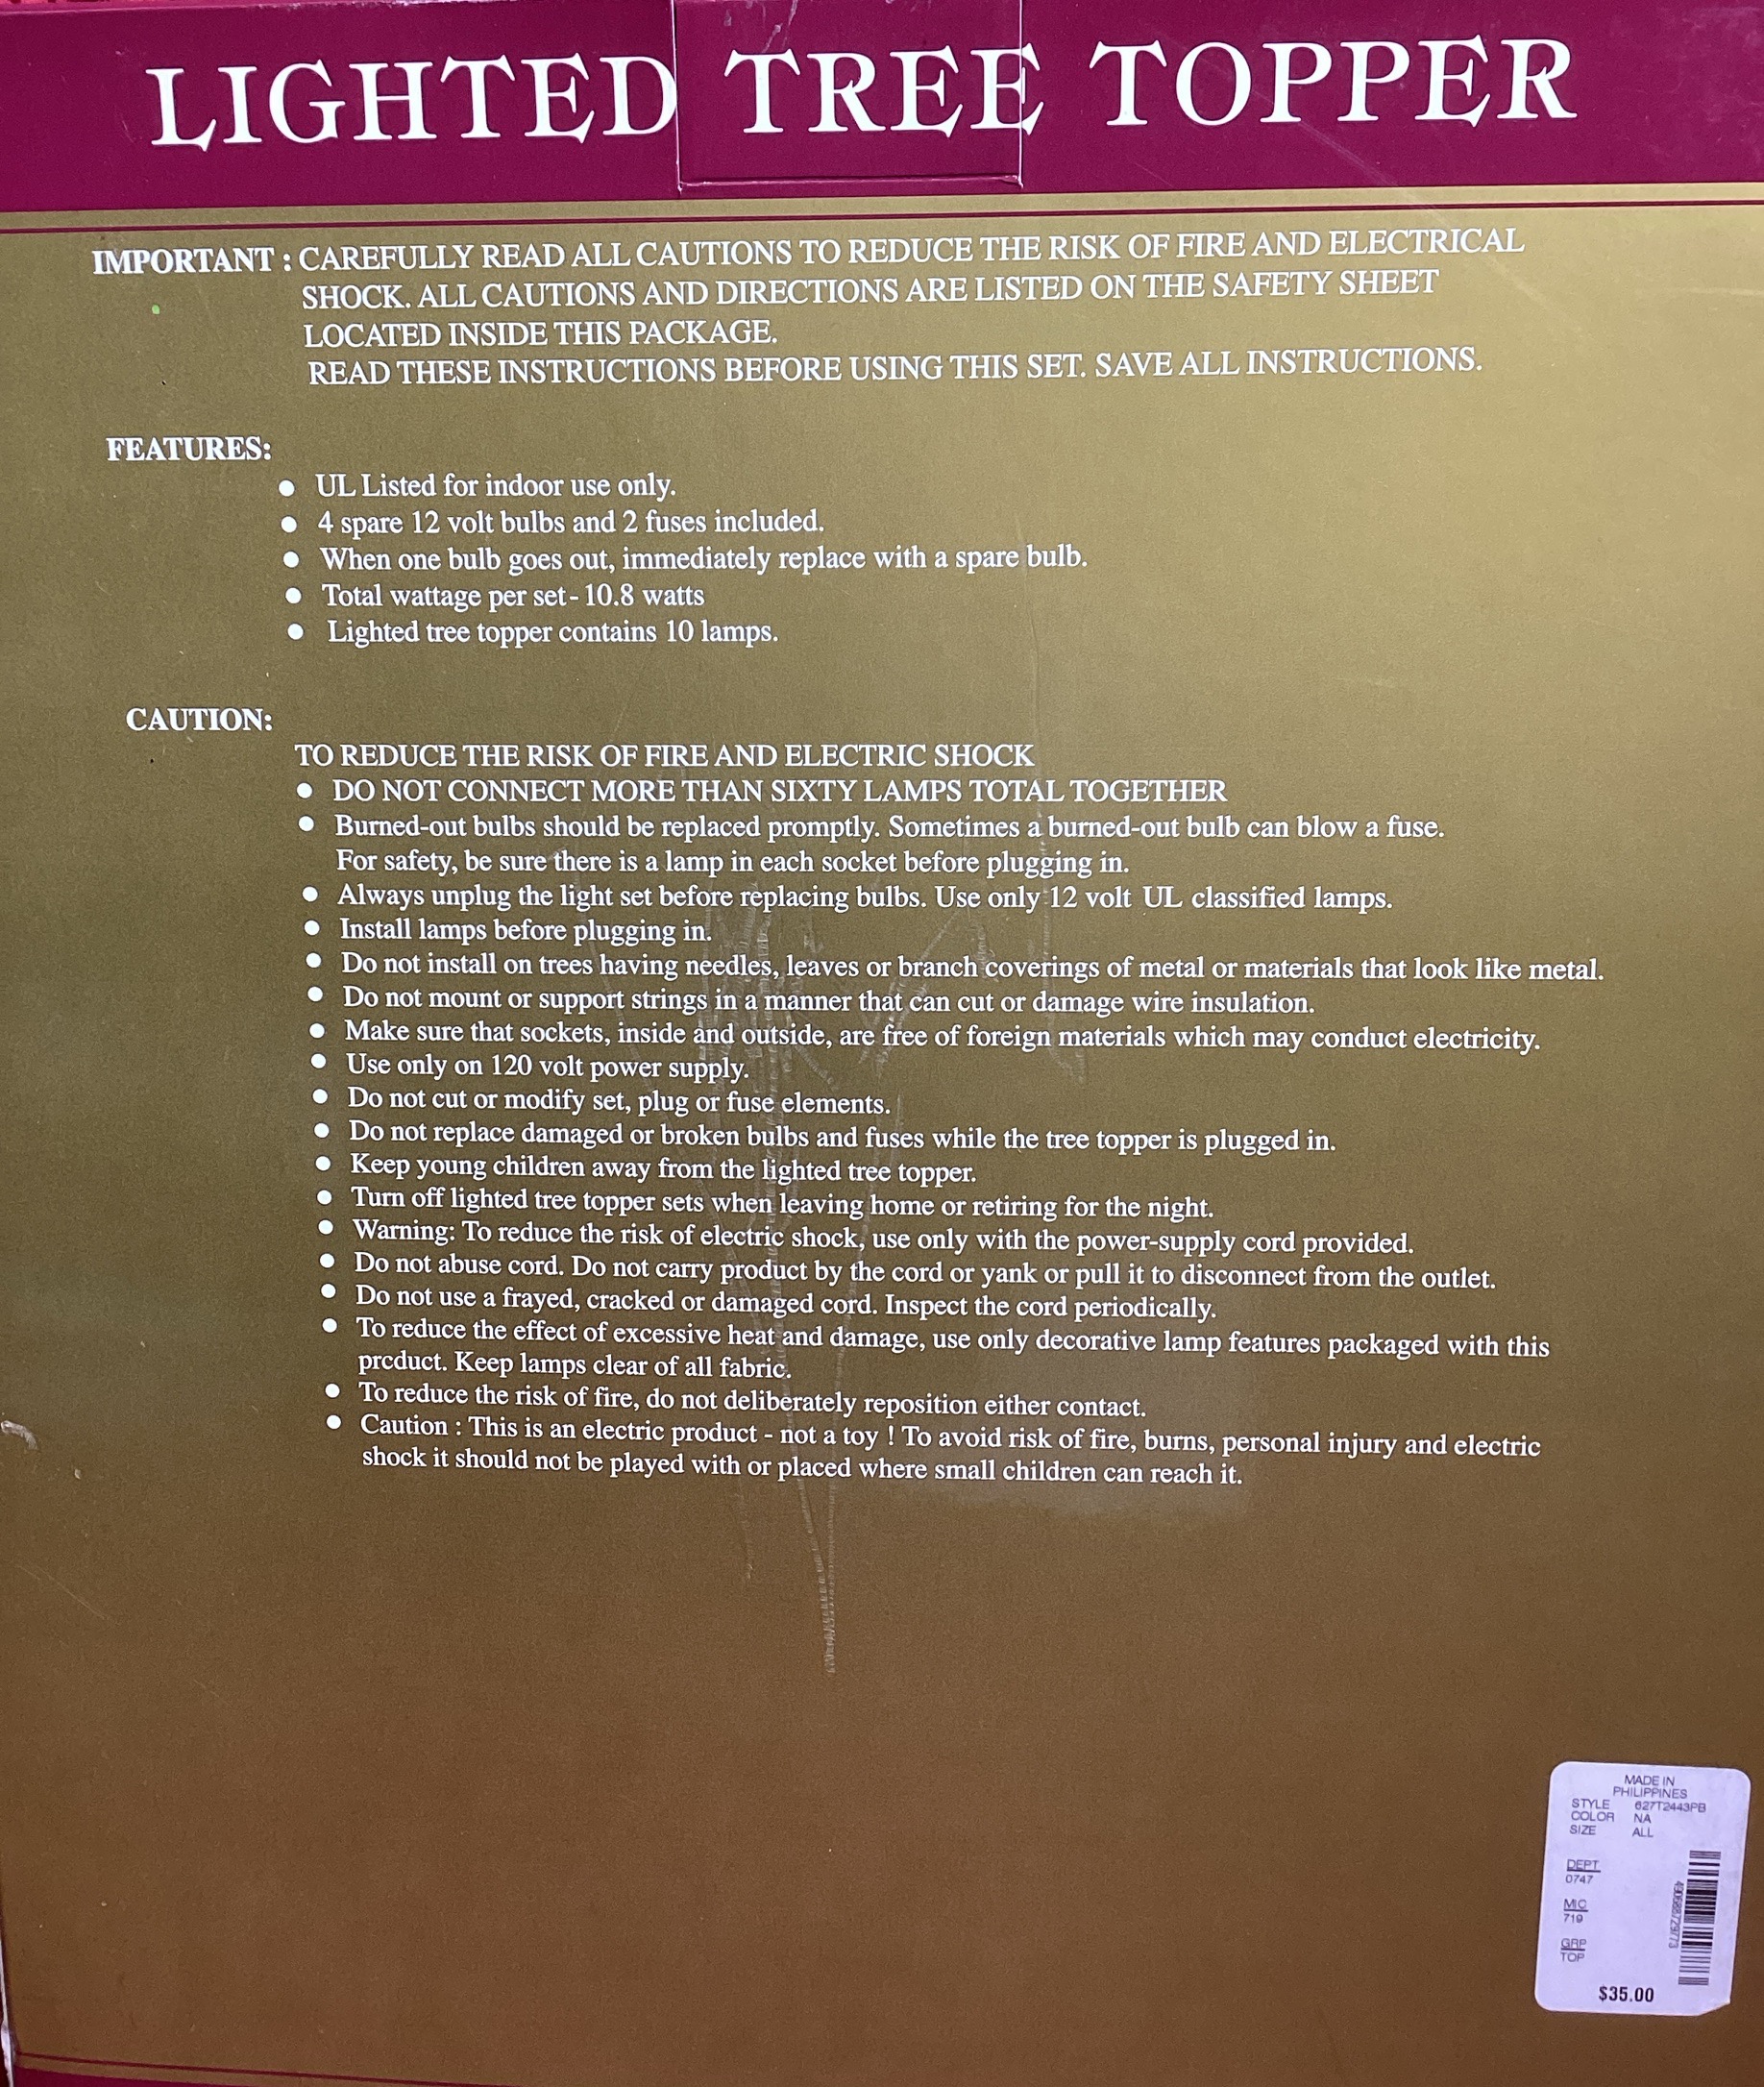 LIGHTED TREE TOPPER
IMPORTANT : CAREFULLY READ ALL CAUTIONS TO REDUCE THE RISK OF FIRE AND ELECTRICAL
SHOCK. ALL CAUTIONS AND DIRECTIONS ARE LISTED ON THE SAFETY SHEET
LOCATED INSIDE THIS PACKAGE.
READ THESE INSTRUCTIONS BEFORE USING THIS SET. SAVE ALL INSTRUCTIONS.
FEATURES:
● UL Listed for indoor use only.
● 4 spare 12 volt bulbs and 2 fuses included.
● When one bulb goes out, immediately replace with a spare bulb.
● Total wattage per set- 10.8 watts
● Lighted tree topper contains 10 lamps.
CAUTION:
TO REDUCE THE RISK OF FIRE AND ELECTRIC SHOCK
● DO NOT CONNECT MORE THAN SIXTY LAMPS TOTAL TOGETHER
● Burned-out bulbs should be replaced promptly. Sometimes a burned-out bulb can blow a fuse.
For safety, be sure there is a lamp in each socket before plugging in.
● Always unplug the light set before replacing bulbs. Use only 12 volt UL classified lamps.
● Install lamps before plugging in.
● Do not install on trees having needles, leaves or branch coverings of metal or materials that look like metal.
● Do not mount or support strings in a manner that can cut or damage wire insulation.
● Make sure that sockets, inside and outside, are free of foreign materials which may conduct electricity.
● Use only on 120 volt power supply.
● Do not cut or modify set, plug or fuse elements.
● Do not replace damaged or broken bulbs and fuses while the tree topper is plugged in.
● Keep young children away from the lighted tree topper.
● Turn off lighted tree topper sets when leaving home or retiring for the night.
● Warning: To reduce the risk of electric shock, use only with the power-supply cord provided.
● Do not abuse cord. Do not carry product by the cord or yank or pull it to disconnect from the outlet.
● Do not use a frayed, cracked or damaged cord. Inspect the cord periodically.
● To reduce the effect of excessive heat and damage, use only decorative lamp features packaged with this
prcduct. Keep lamps clear of all fabric.
● To reduce the risk of fire, do not deliberately reposition either contact.
● Caution : This is an electric product - not a toy ! To avoid risk of fire, burns, personal injury and electric
shock it should not be played with or placed where small children can reach it.
MADE IN
PHILIPPINES
STYLE 627T2443PB
COLOR NA
SIZE ALL
DEPT
0747
MIC
719
GRP
TOP
$35.00